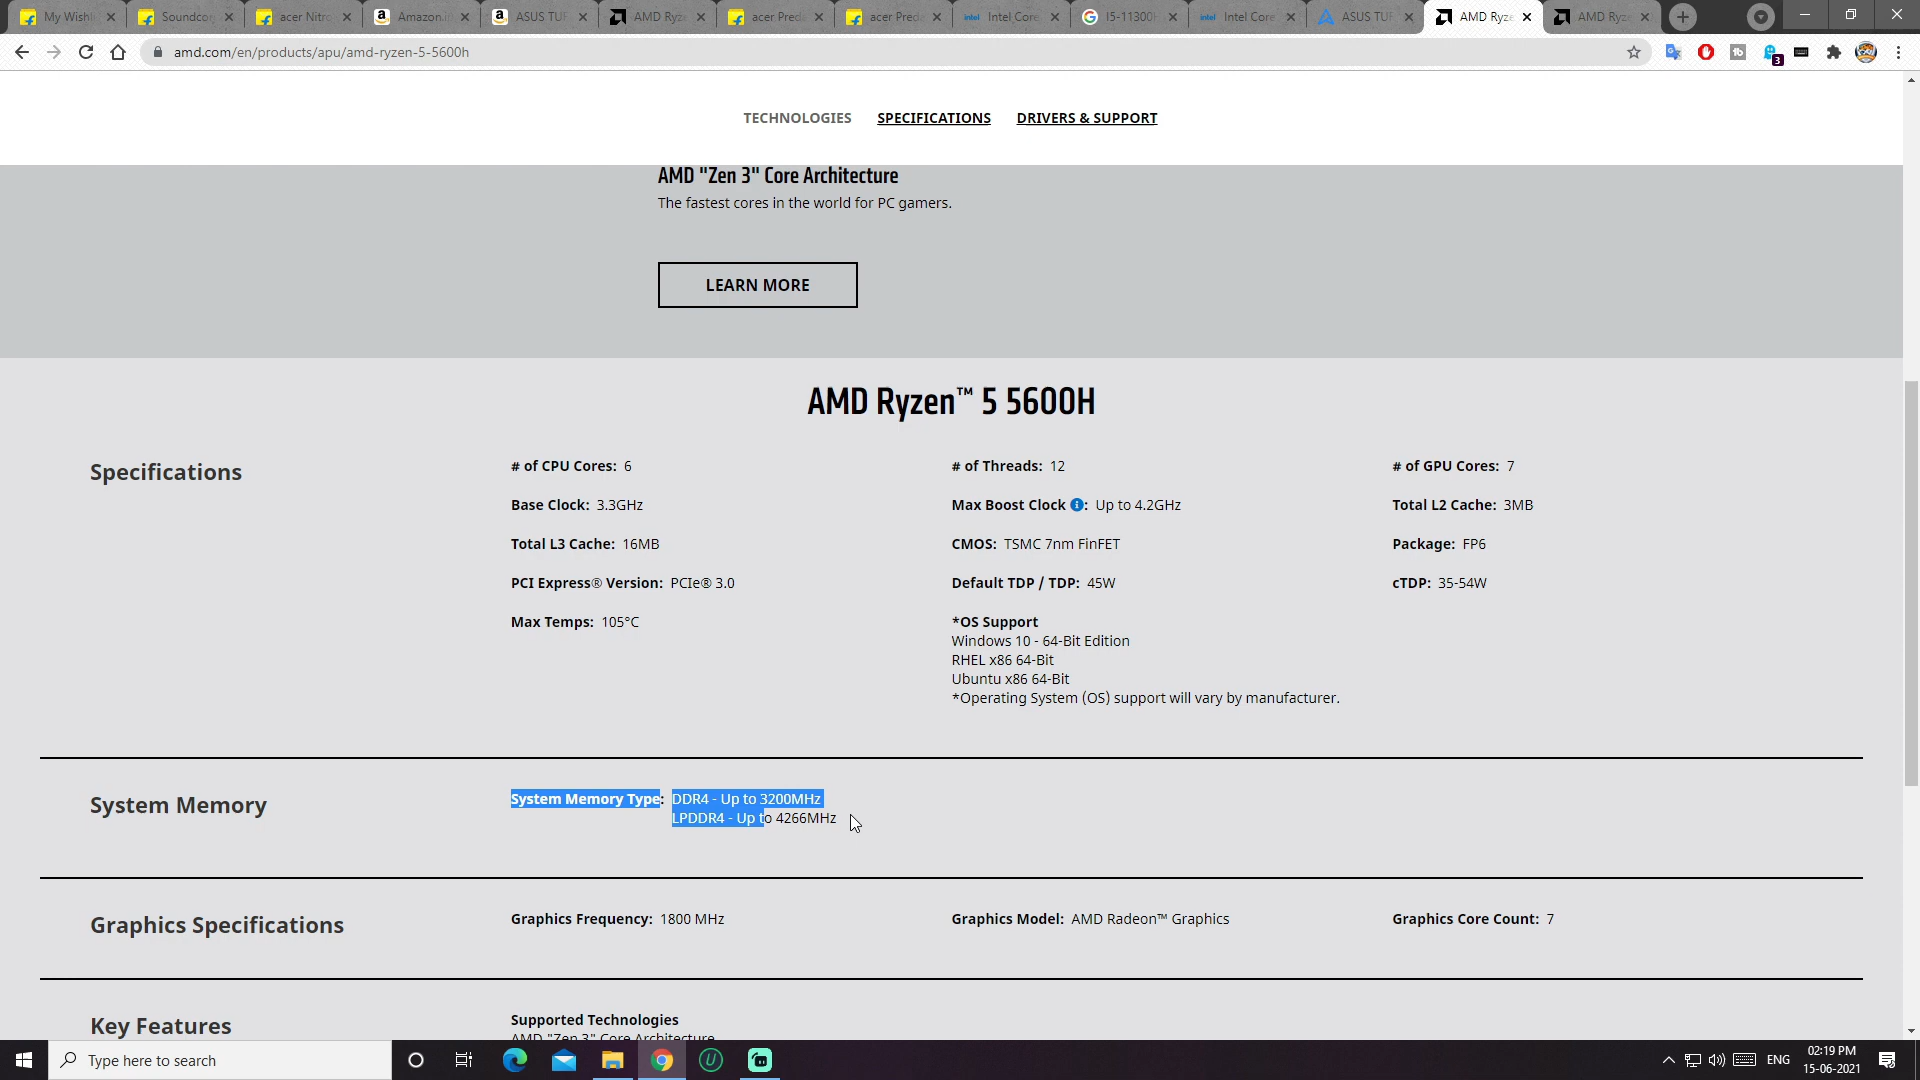 My Wishl
Soundco
acer Nitro
Amazon.i
ASUS TUF
AMD Ryz
acer Pred
acer Pred
Intel Core
I5-11300H
Intel Core
ASUS TUF
AMD Ryz
AMD Ryz
amd.com/en/products/apu/amd-ryzen-5-5600h
3
TECHNOLOGIES SPECIFICATIONS DRIVERS & SUPPORT
AMD "Zen 3" Core Architecture
The fastest cores in the world for PC gamers.
LEARN MORE
AMD Ryzen™ 5 5600H
Specifications
# of CPU Cores: 6
# of Threads: 12
# of GPU Cores: 7
Base Clock: 3.3GHz
Max Boost Clock : Up to 4.2GHz
Total L2 Cache: 3MB
Total L3 Cache: 16MB
CMOS: TSMC 7nm FinFET
Package: FP6
PCI Express® Version: PCIe® 3.0
Default TDP / TDP: 45W
cTDP: 35-54W
Max Temps: 105°C
*OS Support
Windows 10 - 64-Bit Edition
RHEL x86 64-Bit
Ubuntu x86 64-Bit
*Operating System (OS) support will vary by manufacturer.
System Memory
System Memory Type: DDR4 - Up to 3200MHz
LPDDR4 - Up to 4266MHz
Graphics Specifications
Graphics Frequency: 1800 MHz
Graphics Model: AMD Radeon™ Graphics
Graphics Core Count: 7
Key Features
Supported Technologies
AMD "Zen 3" Core Architecture
Type here to search
ENG
02:19 PM
15-06-2021